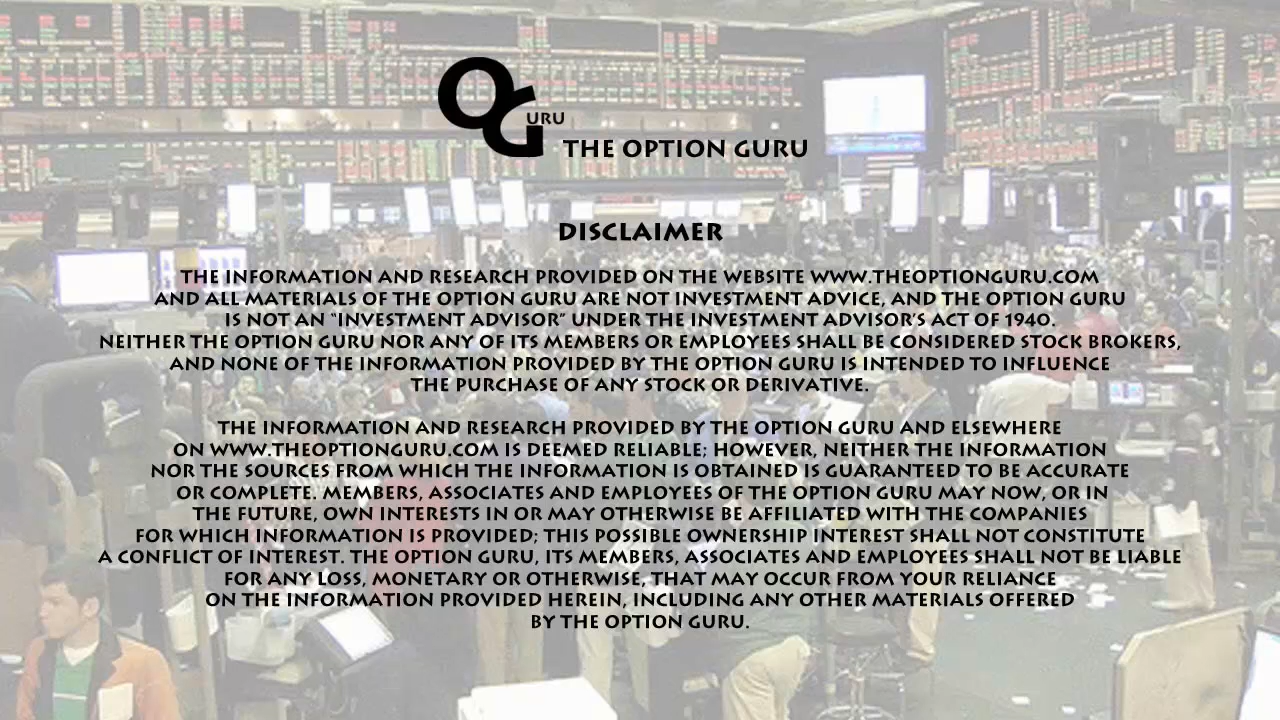 OG URU
THE OPTION GURU
DISCLAIMER
THE INFORMATION AND RESEARCH PROVIDED ON THE WEBSITE WWW.THEOPTIONGURU.COM
AND ALL MATERIALS OF THE OPTION GURU ARE NOT INVESTMENT ADVICE, AND THE OPTION GURU
IS NOT AN “INVESTMENT ADVISOR” UNDER THE INVESTMENT ADVISOR’S ACT OF 1940.
NEITHER THE OPTION GURU NOR ANY OF ITS MEMBERS OR EMPLOYEES SHALL BE CONSIDERED STOCK BROKERS,
AND NONE OF THE INFORMATION PROVIDED BY THE OPTION GURU IS INTENDED TO INFLUENCE
THE PURCHASE OF ANY STOCK OR DERIVATIVE.
THE INFORMATION AND RESEARCH PROVIDED BY THE OPTION GURU AND ELSEWHERE
ON WWW.THEOPTIONGURU.COM IS DEEMED RELIABLE; HOWEVER, NEITHER THE INFORMATION
NOR THE SOURCES FROM WHICH THE INFORMATION IS OBTAINED IS GUARANTEED TO BE ACCURATE
OR COMPLETE. MEMBERS, ASSOCIATES AND EMPLOYEES OF THE OPTION GURU MAY NOW, OR IN
THE FUTURE, OWN INTERESTS IN OR MAY OTHERWISE BE AFFILIATED WITH THE COMPANIES
FOR WHICH INFORMATION IS PROVIDED; THIS POSSIBLE OWNERSHIP INTEREST SHALL NOT CONSTITUTE
A CONFLICT OF INTEREST. THE OPTION GURU, ITS MEMBERS, ASSOCIATES AND EMPLOYEES SHALL NOT BE LIABLE
FOR ANY LOSS, MONETARY OR OTHERWISE, THAT MAY OCCUR FROM YOUR RELIANCE
ON THE INFORMATION PROVIDED HEREIN, INCLUDING ANY OTHER MATERIALS OFFERED
BY THE OPTION GURU.